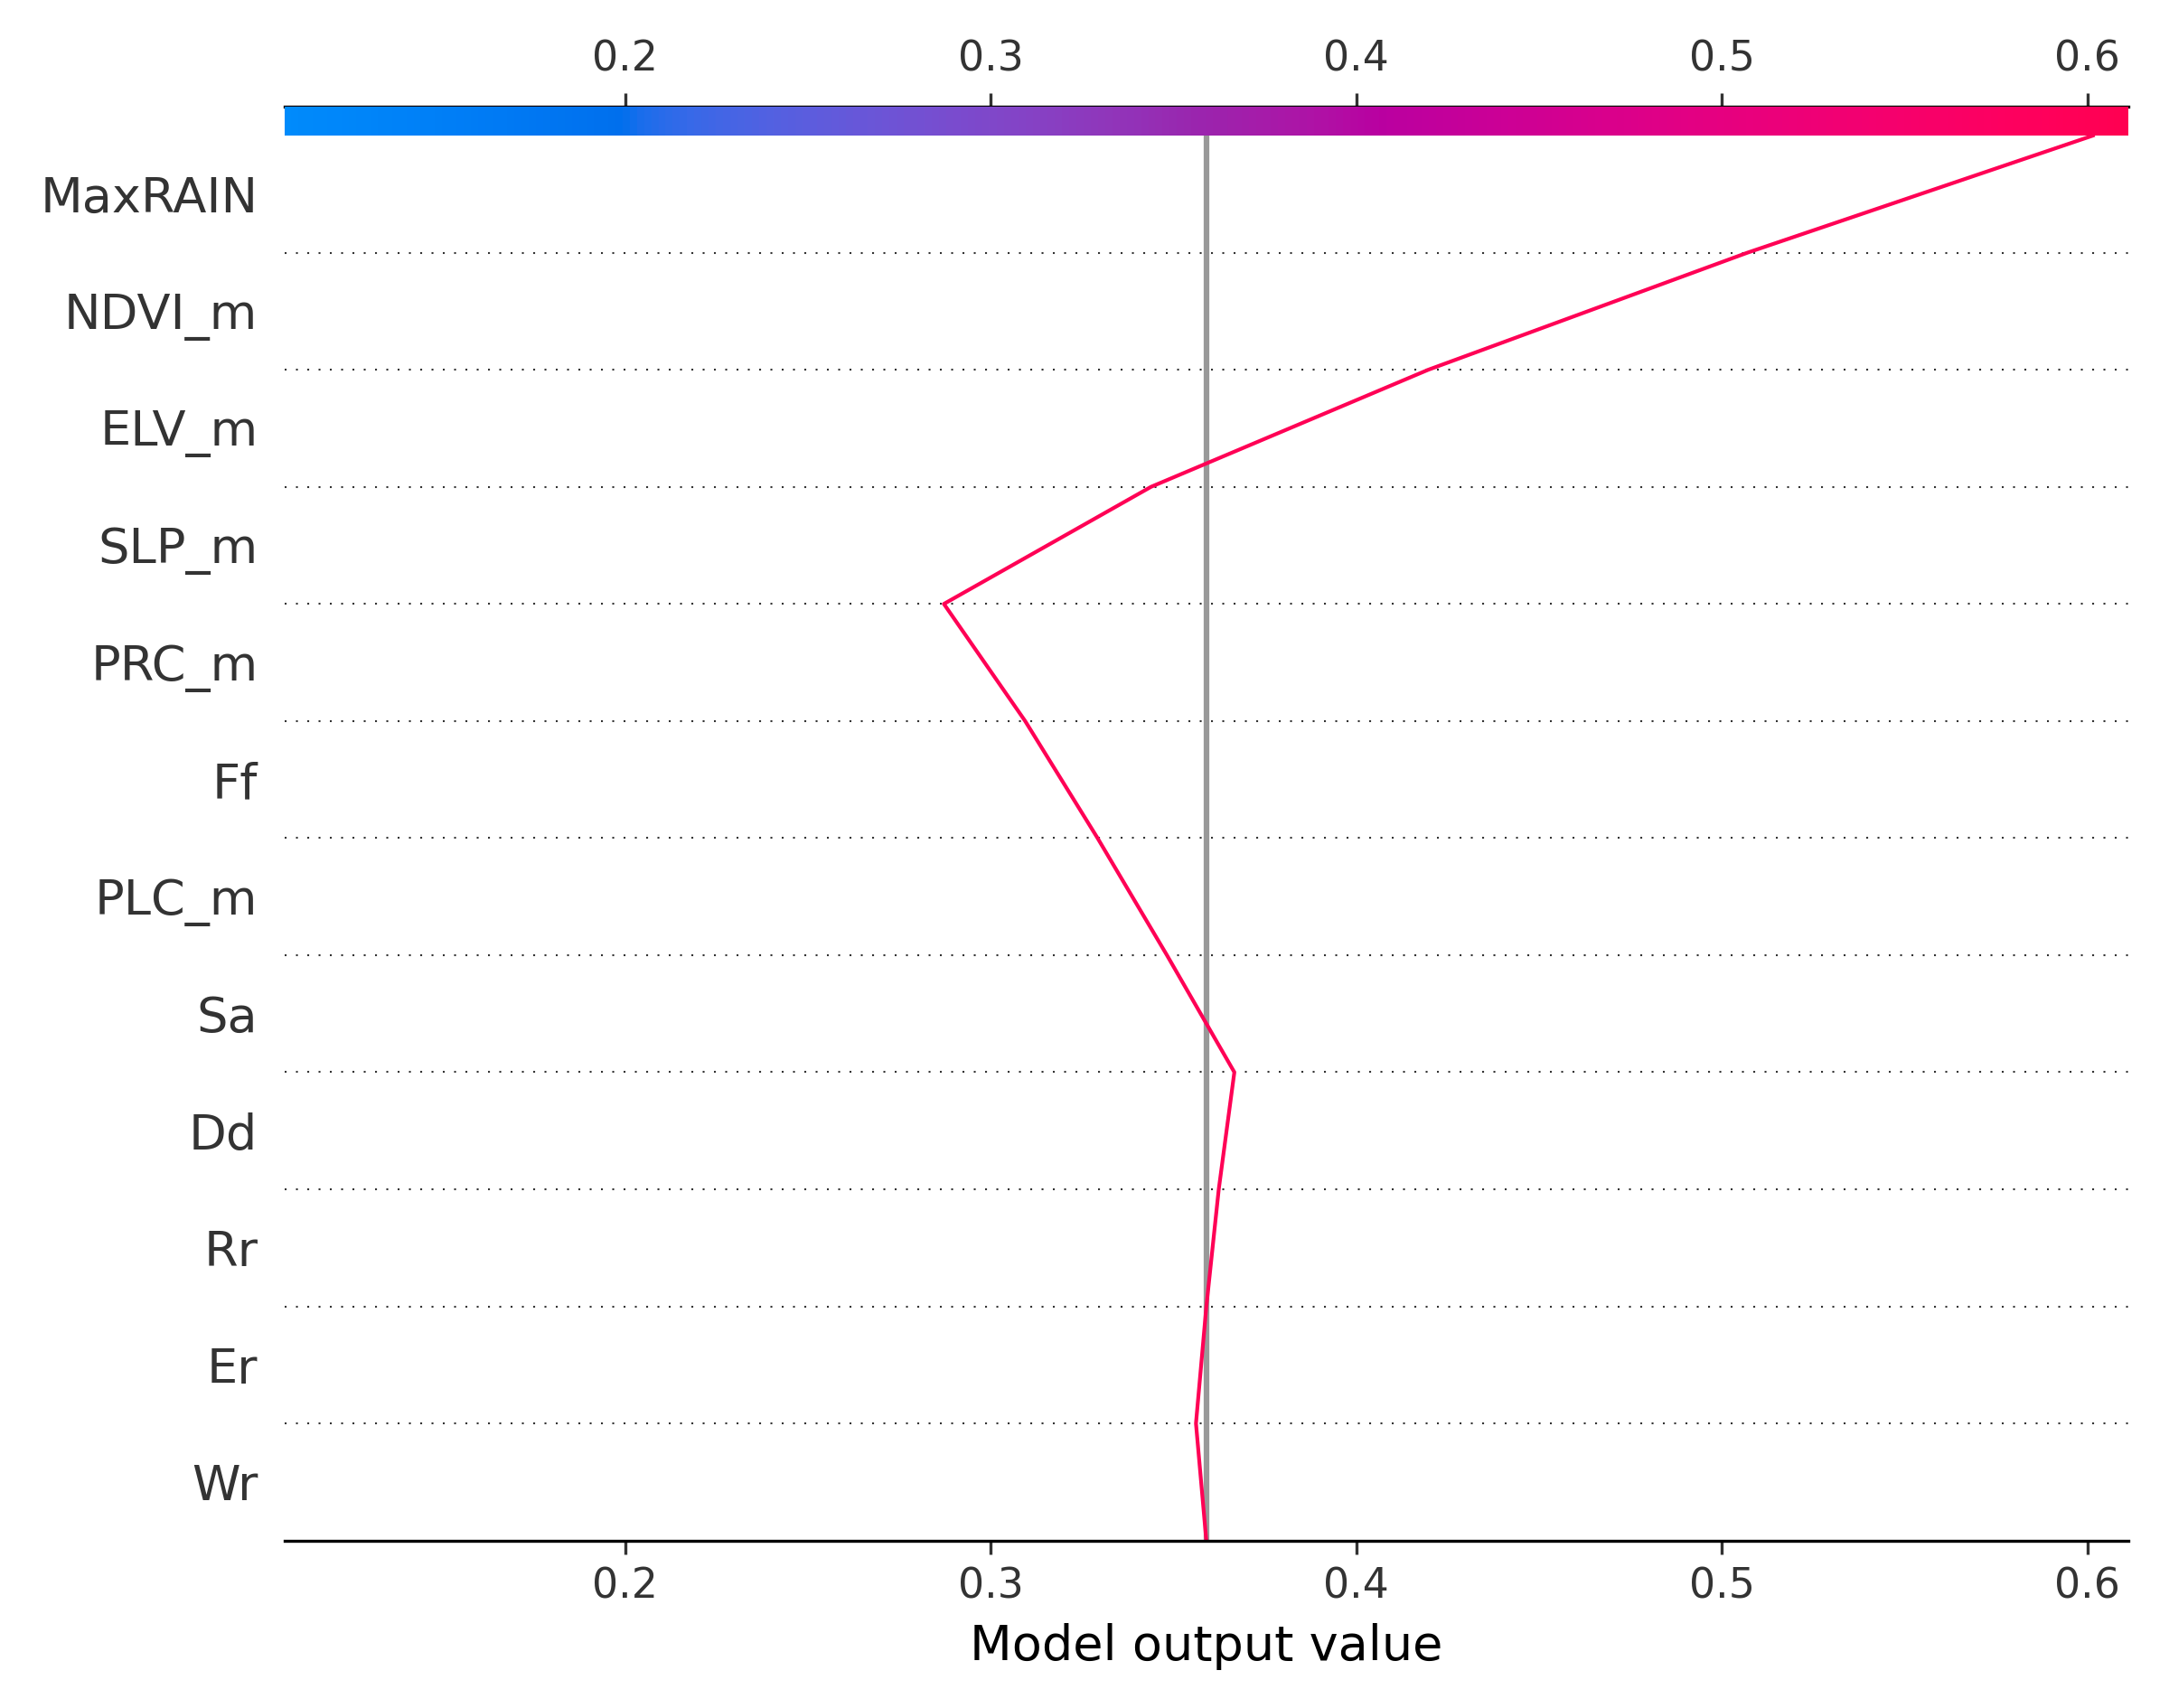 0.2 0.3 0.4 0.5 0.6
MaxRAIN
NDVI_m
ELV_m
SLP_m
PRC_m
Ff
PLC_m
Sa
Dd
Rr
Er
Wr
0.2 0.3 0.4 0.5 0.6
Model output value